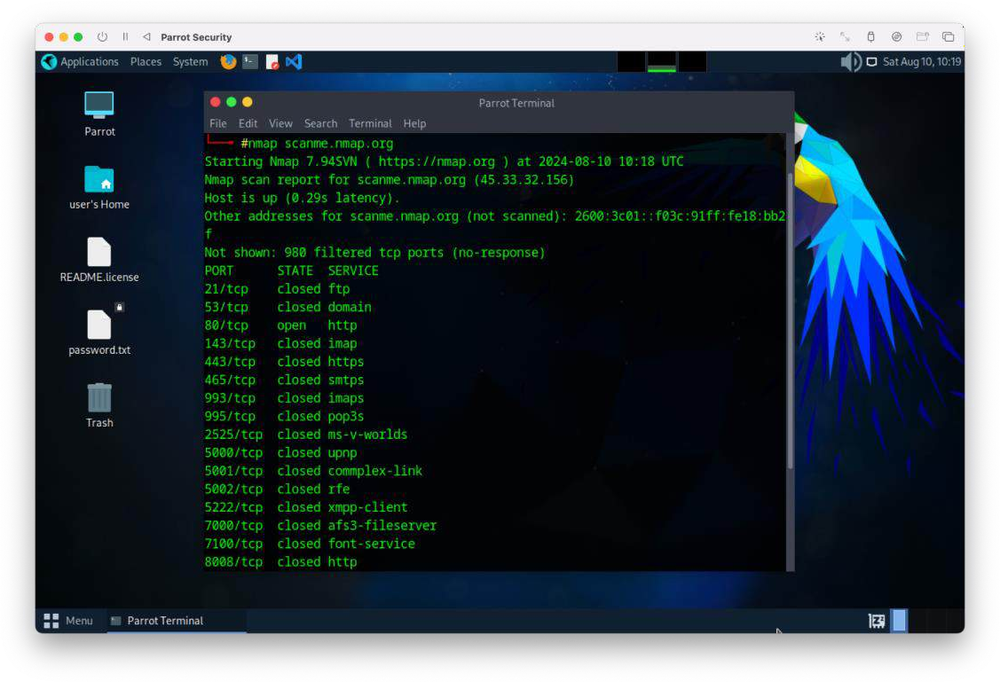 Parrot Security
Applications Places System
Sat Aug 10, 10:19
Parrot
user's Home
README.license
password.txt
Trash
Parrot Terminal
File Edit View Search Terminal Help
#nmap scanme.nmap.org
Starting Nmap 7.94SVN ( https://nmap.org ) at 2024-08-10 10:18 UTC
Nmap scan report for scanme.nmap.org (45.33.32.156)
Host is up (0.29s latency).
Other addresses for scanme.nmap.org (not scanned): 2600:3c01::f03c:91ff:fe18:bb2
f
Not shown: 980 filtered tcp ports (no-response)
PORT STATE SERVICE
21/tcp closed ftp
53/tcp closed domain
80/tcp open http
143/tcp closed imap
443/tcp closed https
465/tcp closed smtps
993/tcp closed imaps
995/tcp closed pop3s
2525/tcp closed ms-v-worlds
5000/tcp closed upnp
5001/tcp closed commplex-link
5002/tcp closed rfe
5222/tcp closed xmpp-client
7000/tcp closed afs3-fileserver
7100/tcp closed font-service
8008/tcp closed http
Menu Parrot Terminal